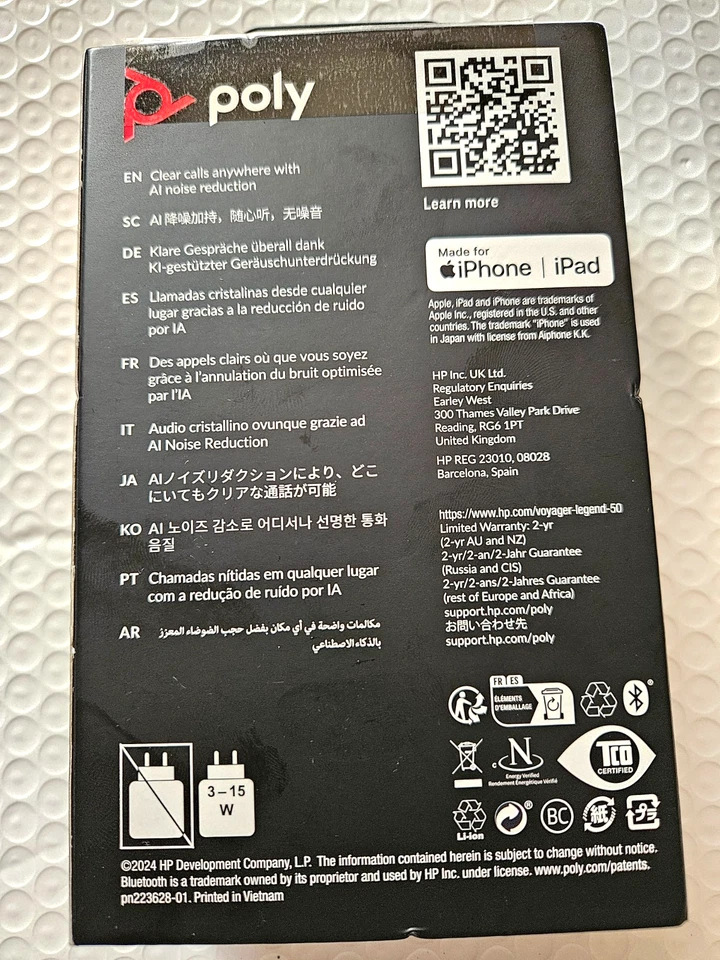 poly
EN Clear calls anywhere with
AI noise reduction
SC AI 降噪加持，随心听，无噪音
DE Klare Gespräche überall dank
KI-gestützter Geräuschunterdrückung
ES Llamadas cristalinas desde cualquier
lugar gracias a la reducción de ruido
por IA
FR Des appels clairs où que vous soyez
grâce à l'annulation du bruit optimisée
par l'IA
IT Audio cristallino ovunque grazie ad
AI Noise Reduction
JA AIノイズリダクションにより、どこ
にいてもクリアな通話が可能
KO AI 노이즈 감소로 어디서나 선명한 통화
음질
PT Chamadas nítidas em qualquer lugar
com a redução de ruído por IA
AR مكالمات واضحة في أي مكان بفضل حجب الضوضاء المعزز
بالذكاء الاصطناعي
Learn more
Made for
iPhone | iPad
Apple, iPad and iPhone are trademarks of
Apple Inc., registered in the U.S. and other
countries. The trademark "iPhone" is used
in Japan with license from Aiphone K.K.
HP Inc. UK Ltd.
Regulatory Enquiries
Earley West
300 Thames Valley Park Drive
Reading, RG6 1PT
United Kingdom
HP REG 23010, 08028
Barcelona, Spain
https://www.hp.com/voyager-legend-50
Limited Warranty: 2-yr
(2-yr AU and NZ)
2-yr/2-an/2-Jahr Guarantee
(Russia and CIS)
2-yr/2-ans/2-Jahres Guarantee
(rest of Europe and Africa)
support.hp.com/poly
お問い合わせ先
support.hp.com/poly
FR ES
ÉLÉMENTS
D'EMBALLAGE
®
N
Energy Verified
Rendement Énergétique Vérifié
TCO
CERTIFIED
3–15
W
Li-ion
®
BC
紙
プラ
©2024 HP Development Company, L.P. The information contained herein is subject to change without notice.
Bluetooth is a trademark owned by its proprietor and used by HP Inc. under license. www.poly.com/patents.
pn223628-01. Printed in Vietnam